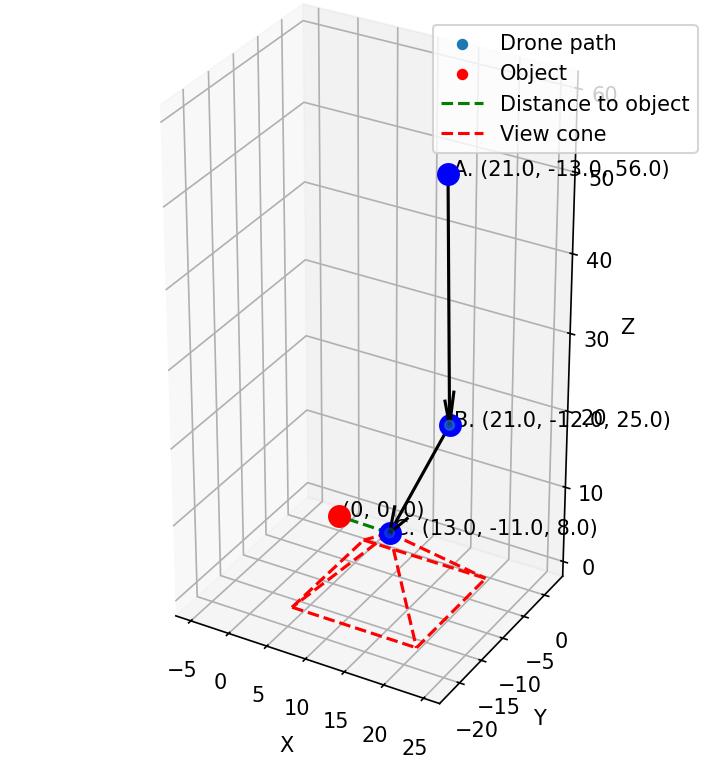 Drone path
Object
Distance to object
View cone
60
A. (21.0, -13.0, 56.0)
50
40
30
Z
20
B. (21.0, -12.0, 25.0)
10
(0, 0, 0)
C. (13.0, -11.0, 8.0)
0
0
−5
−10
−15
−20
Y
−5
0
5
10
15
20
25
X